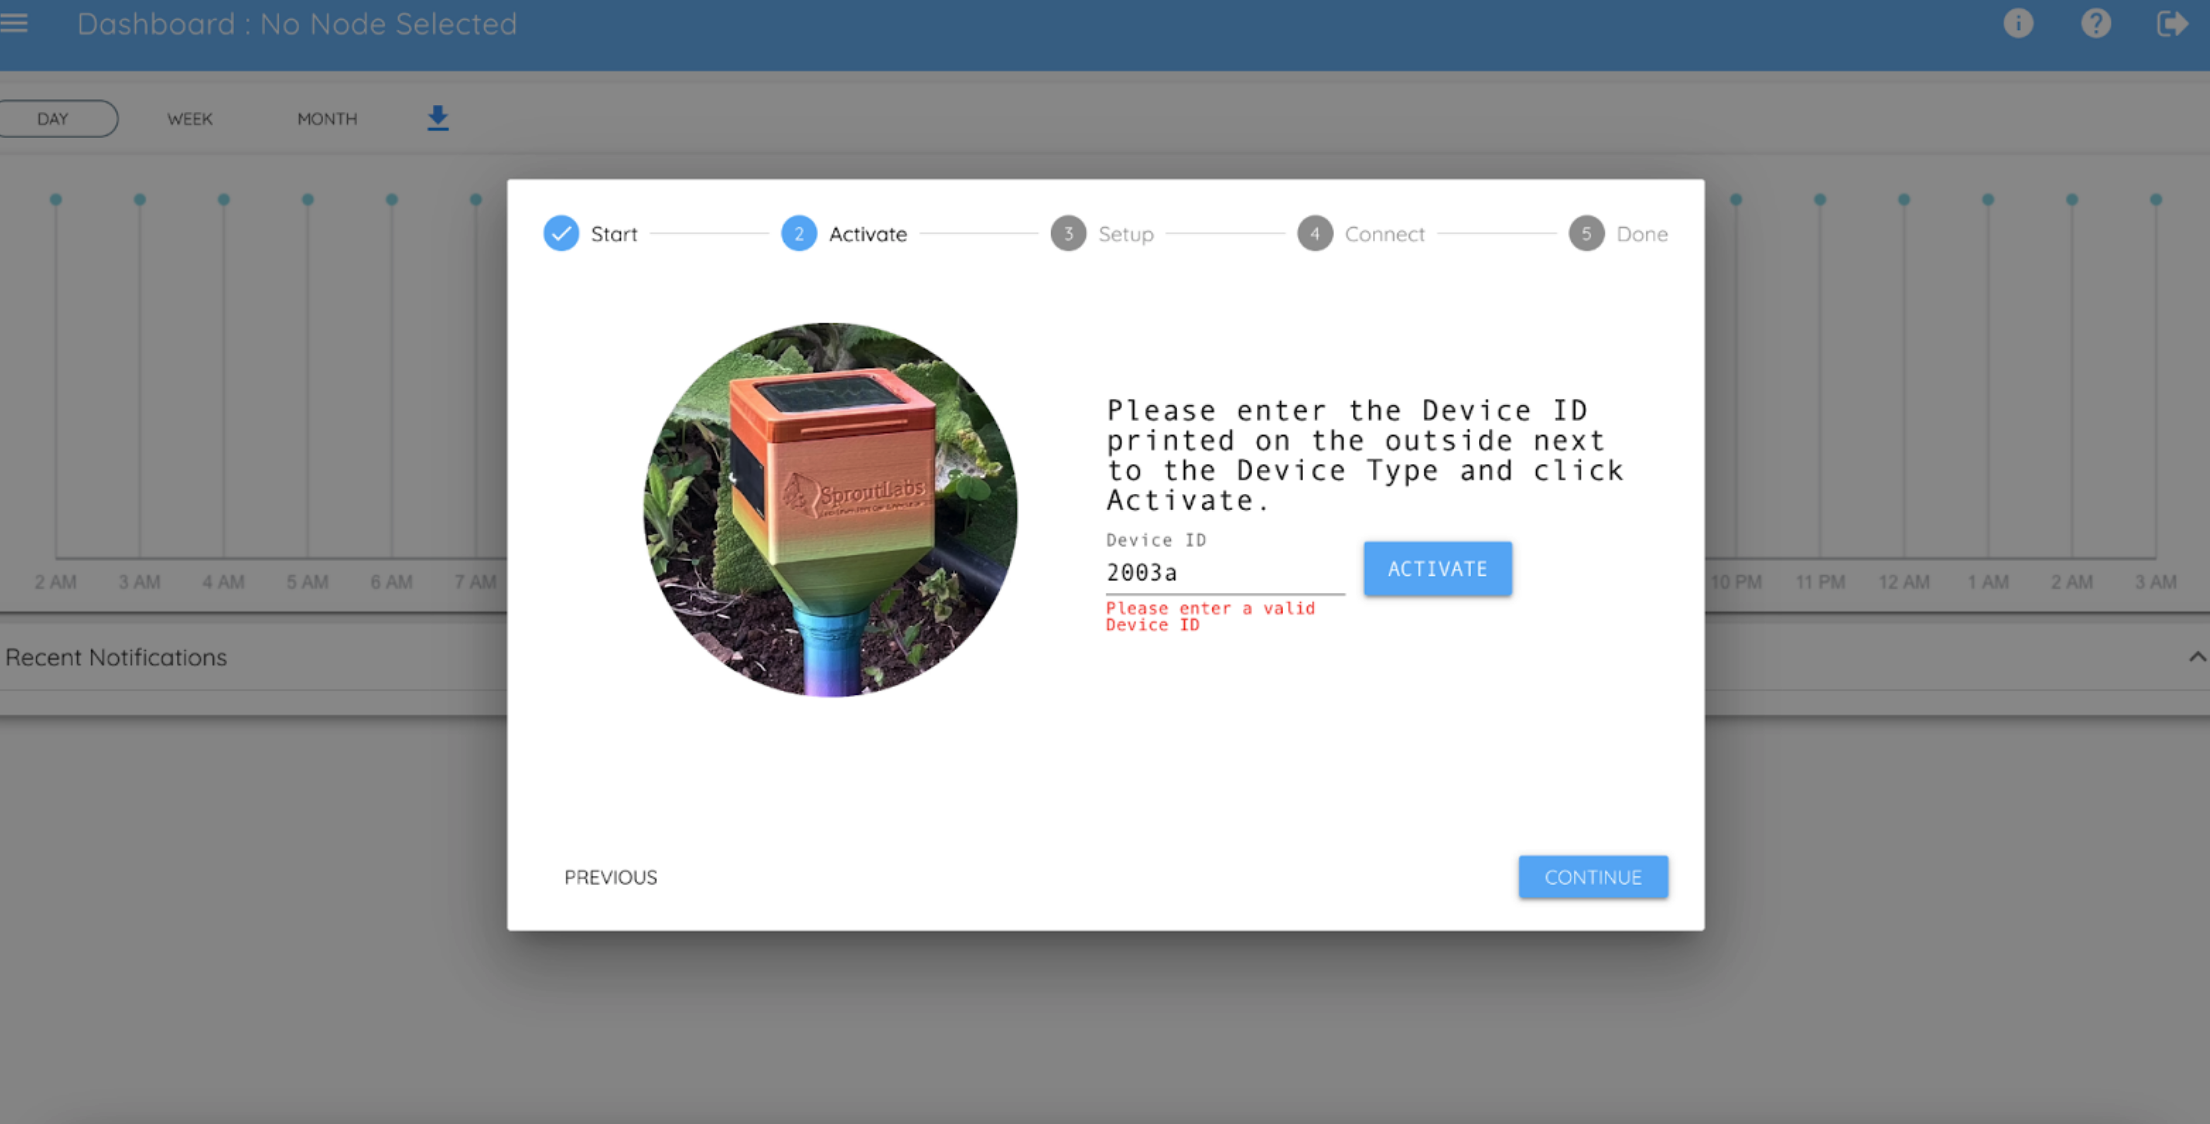 Dashboard : No Node Selected
DAY WEEK MONTH
Start 2 Activate 3 Setup 4 Connect 5 Done
SproutLabs
Please enter the Device ID
printed on the outside next
to the Device Type and click
Activate.
Device ID
2003a
ACTIVATE
Please enter a valid
Device ID
2 AM 3 AM 4 AM 5 AM 6 AM 7 AM 10 PM 11 PM 12 AM 1 AM 2 AM 3 AM
Recent Notifications
PREVIOUS CONTINUE